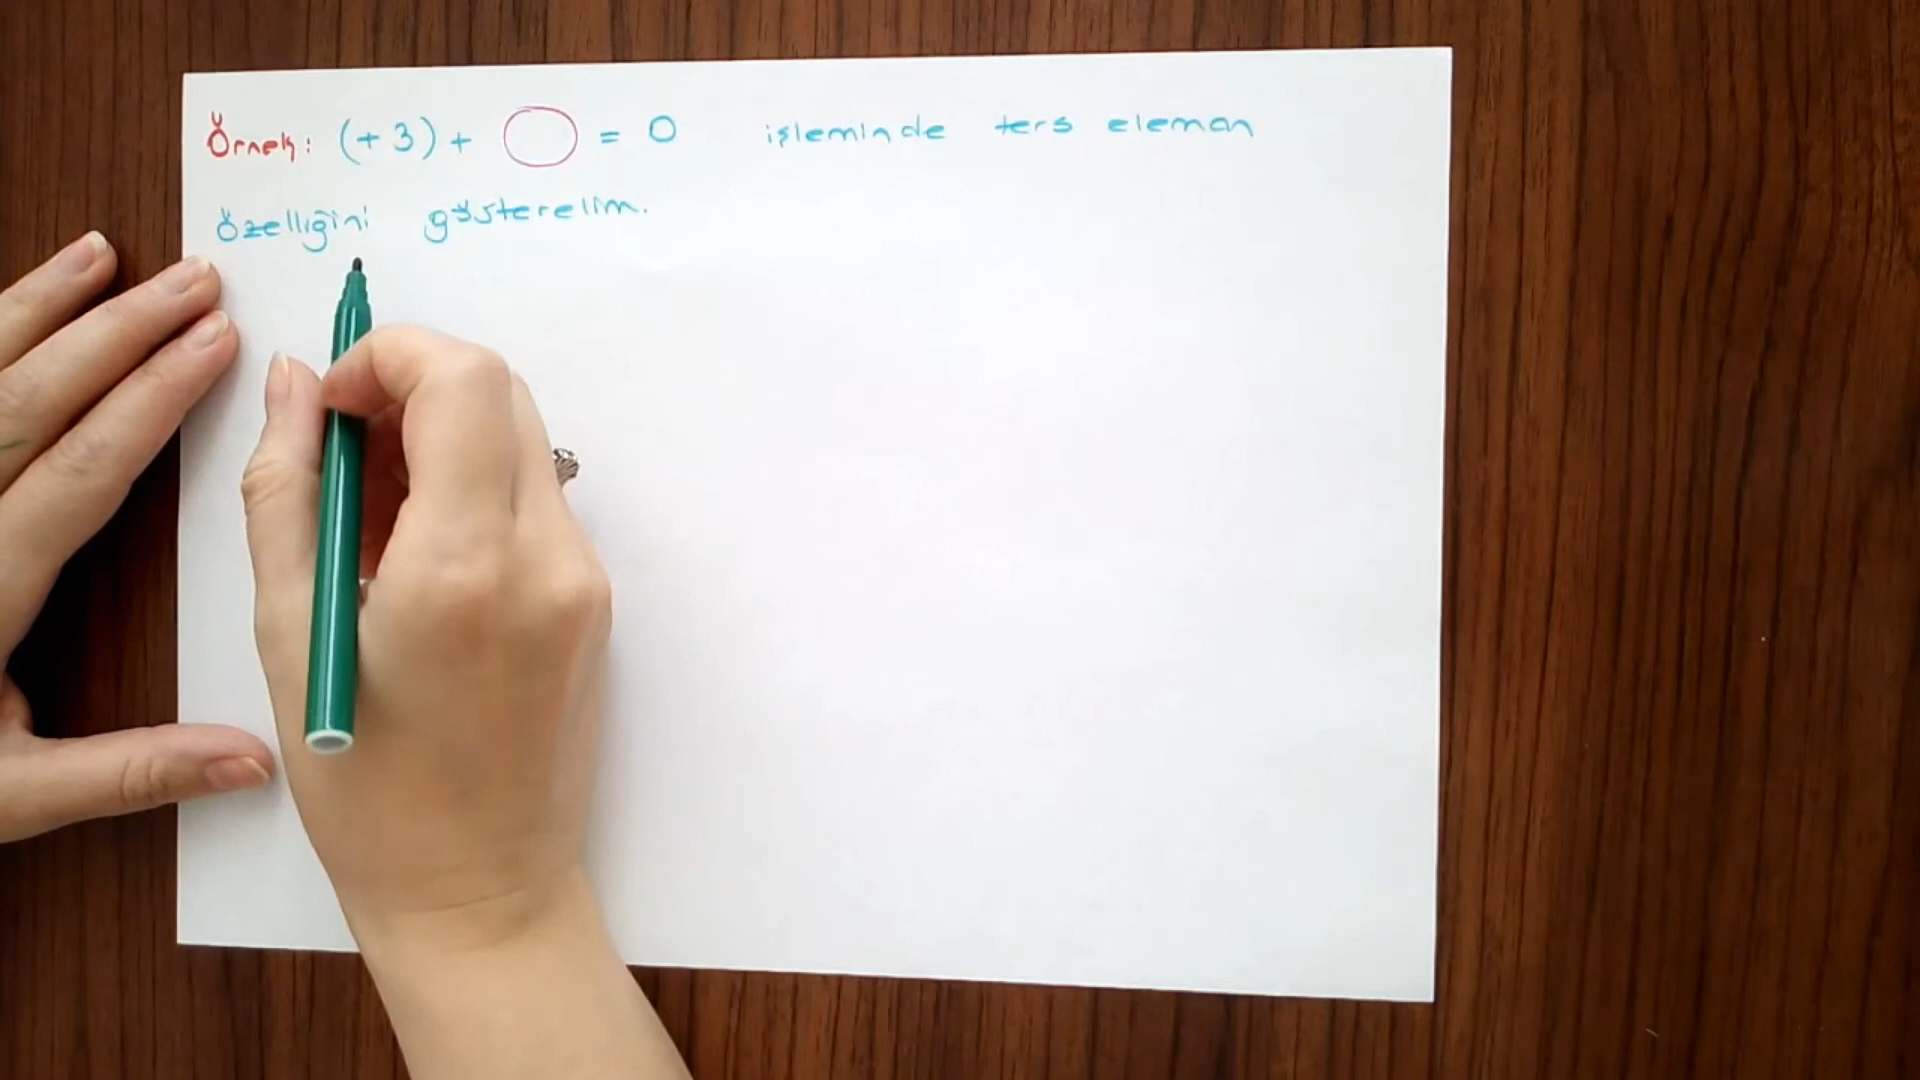 Örnek: (+3) + ◯ = 0 işleminde ters eleman
özelliğini gösterelim.